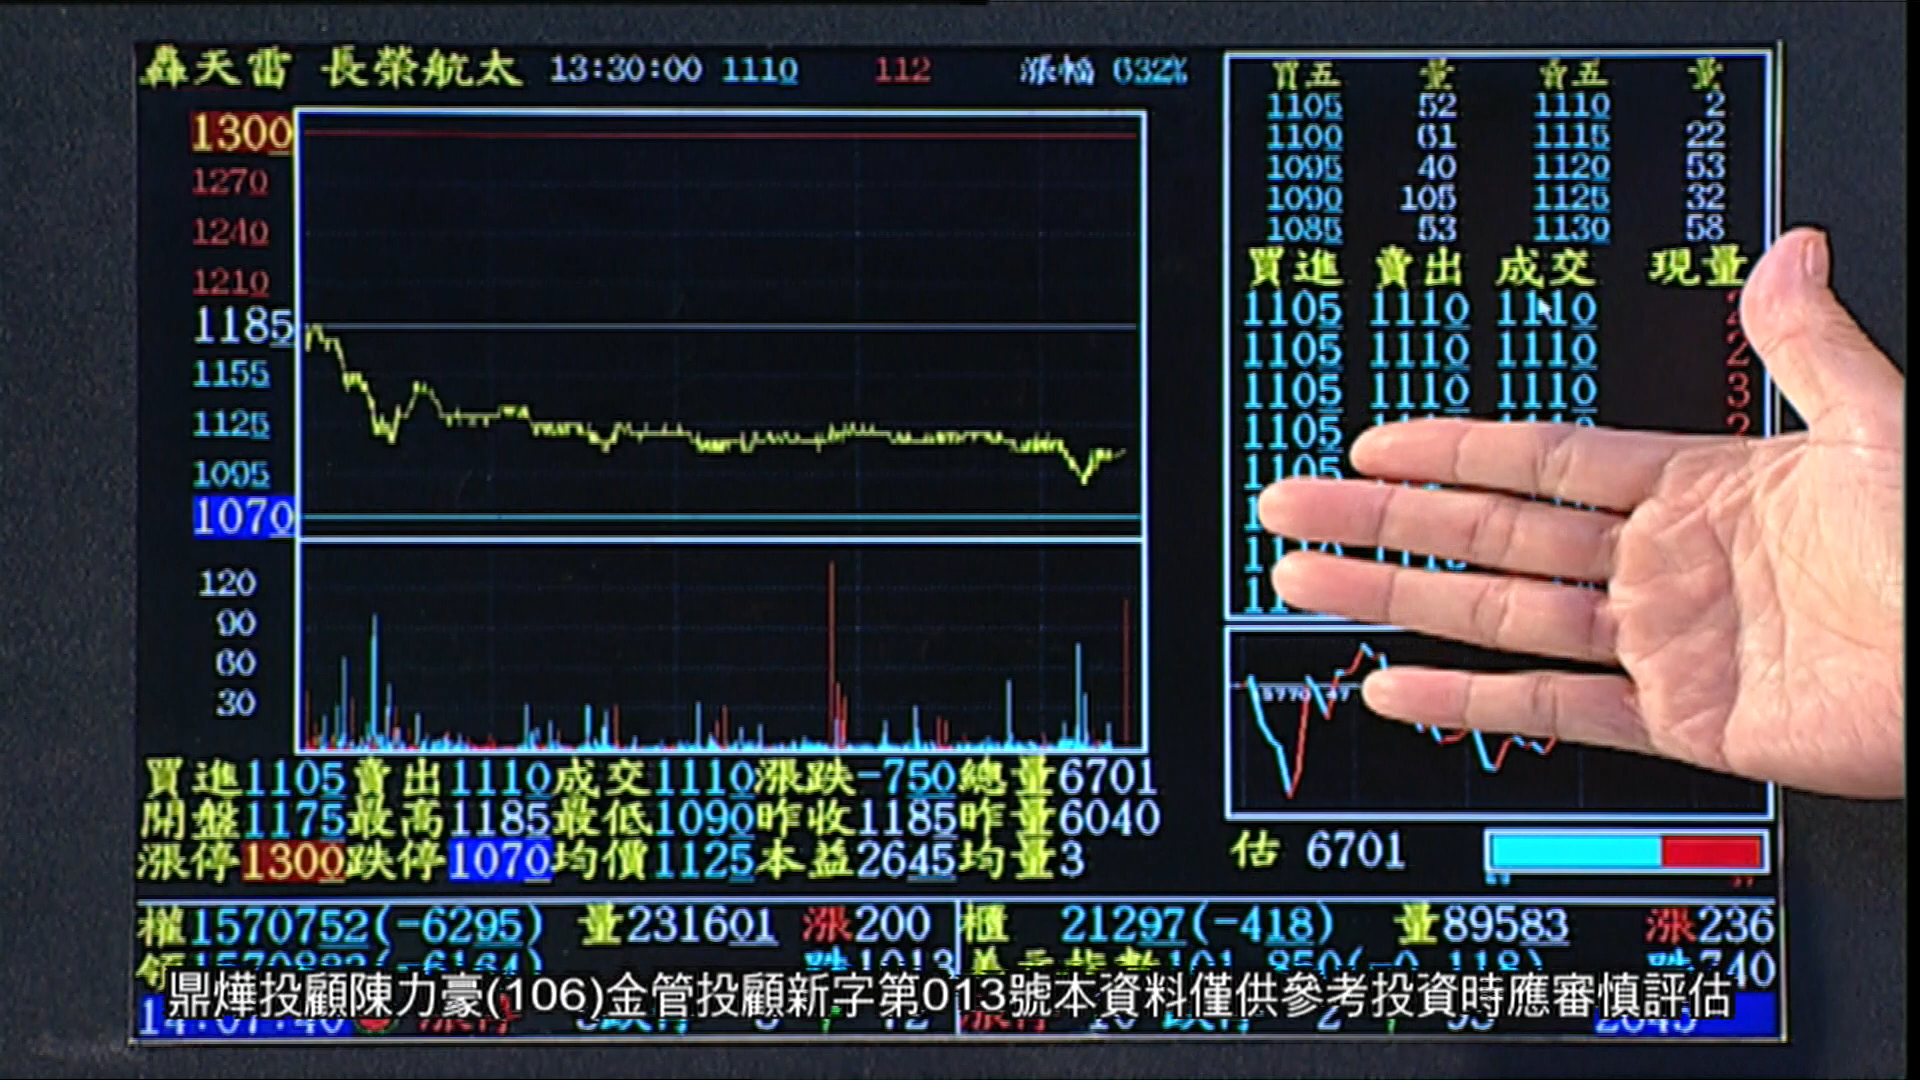 轟天雷 長榮航太 13:30:00 1110 112 漲幅 632%
買五 量 賣五 量
1105 52 1110 2
1100 61 1115 22
1095 40 1120 53
1090 105 1125 32
1085 53 1130 58
買進 賣出 成交 現量
1105 1110 1110 2
1105 1110 1110 2
1105 1110 1110 3
1105
1105
1300
1270
1240
1210
1185
1155
1125
1095
1070
120
90
60
30
買進1105賣出1110成交1110漲跌-750總量6701
開盤1175最高1185最低1090昨收1185昨量6040
漲停1300跌停1070均價1125本益2645均量3
估 6701
權1570752(-6295) 量231601 漲200
櫃 21297(-418) 量89583 漲236
跌740
鼎燁投顧陳力豪(106)金管投顧新字第013號本資料僅供參考投資時應審慎評估